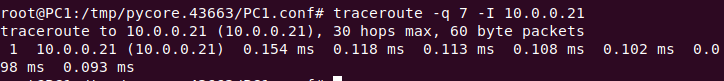 root@PC1:/tmp/pycore.43663/PC1.conf# traceroute -q 7 -I 10.0.0.21
traceroute to 10.0.0.21 (10.0.0.21), 30 hops max, 60 byte packets
 1  10.0.0.21 (10.0.0.21)  0.154 ms  0.118 ms  0.113 ms  0.108 ms  0.102 ms  0.0
98 ms  0.093 ms